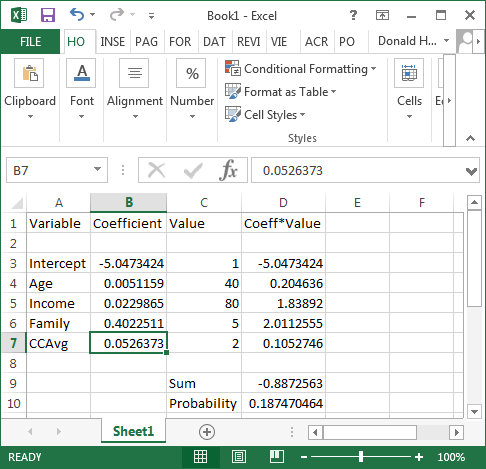 Book1 - Excel
FILE HO INSE PAG FOR DAT REVI VIE ACR PO Donald H...
Clipboard Font Alignment % Number Conditional Formatting Format as Table Cell Styles Styles Cells
B7 fx 0.0526373
A B C D E F
1 Variable Coefficient Value Coeff*Value
2
3 Intercept -5.0473424 1 -5.0473424
4 Age 0.0051159 40 0.204636
5 Income 0.0229865 80 1.83892
6 Family 0.4022511 5 2.0112555
7 CCAvg 0.0526373 2 0.1052746
8
9 Sum -0.8872563
10 Probability 0.187470464
Sheet1
READY 100%